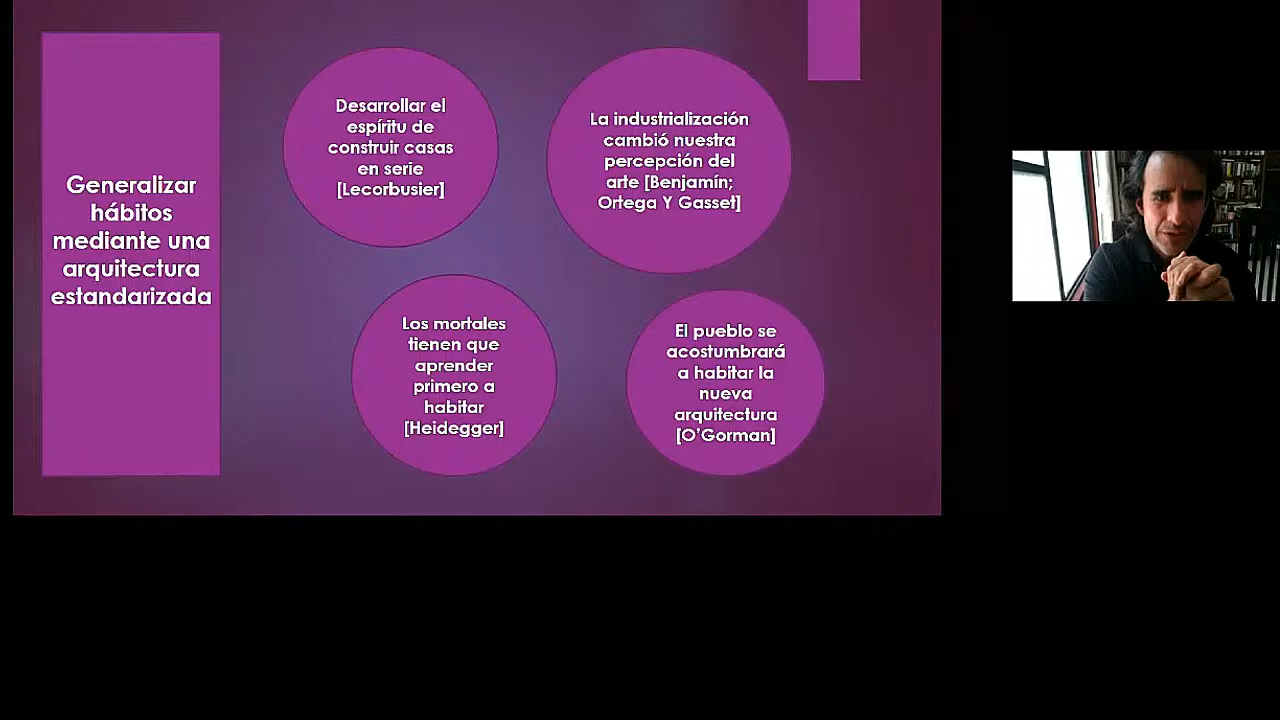 Generalizar
hábitos
mediante una
arquitectura
estandarizada
Desarrollar el
espíritu de
construir casas
en serie
[Lecorbusier]
La industrialización
cambió nuestra
percepción del
arte [Benjamín;
Ortega Y Gasset]
Los mortales
tienen que
aprender
primero a
habitar
[Heidegger]
El pueblo se
acostumbrará
a habitar la
nueva
arquitectura
[O'Gorman]